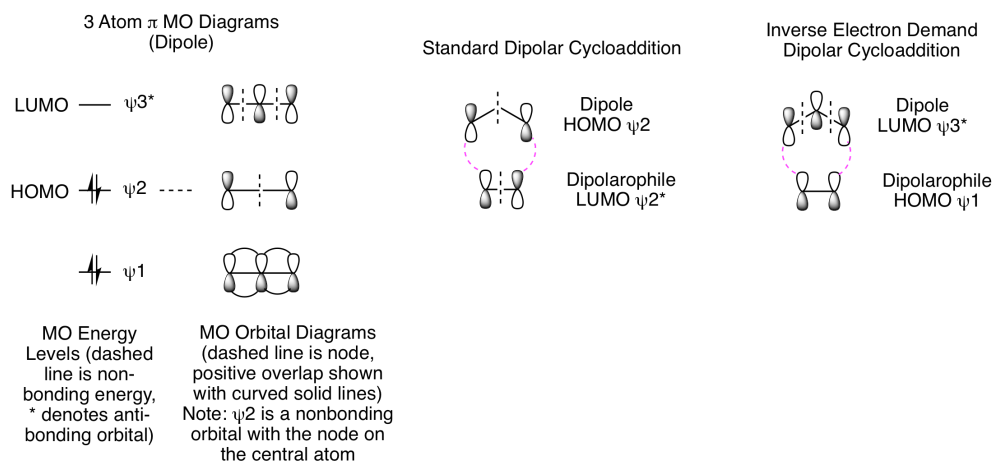 3 Atom π MO Diagrams
(Dipole)
LUMO ψ3*
HOMO ψ2
ψ1
MO Energy
Levels (dashed
line is non-
bonding energy,
* denotes anti-
bonding orbital)
MO Orbital Diagrams
(dashed line is node,
positive overlap shown
with curved solid lines)
Note: ψ2 is a nonbonding
orbital with the node on
the central atom
Standard Dipolar Cycloaddition
Dipole
HOMO ψ2
Dipolarophile
LUMO ψ2*
Inverse Electron Demand
Dipolar Cycloaddition
Dipole
LUMO ψ3*
Dipolarophile
HOMO ψ1